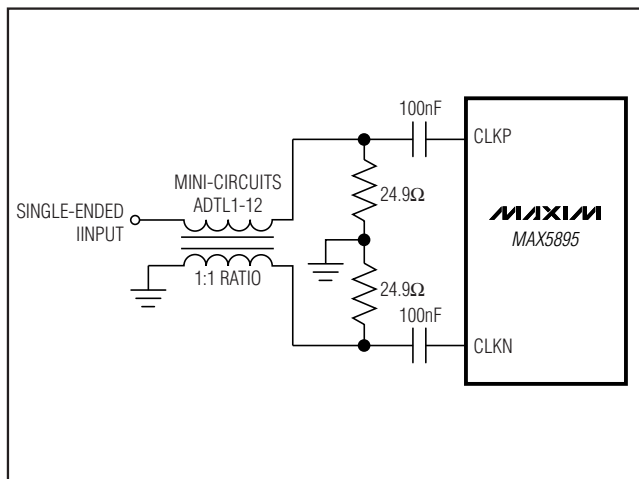 100nF
CLKP
MINI-CIRCUITS
ADTL1-12
24.9Ω
SINGLE-ENDED
IINPUT
MAXIM
MAX5895
1:1 RATIO
24.9Ω
100nF
CLKN